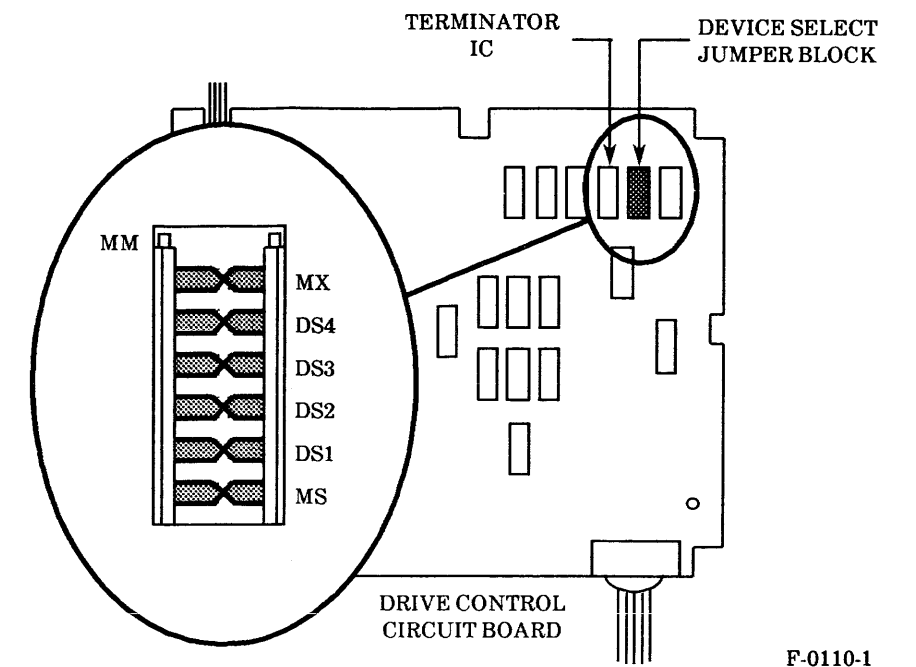 TERMINATOR
IC
DEVICE SELECT
JUMPER BLOCK
MM
MX
DS4
DS3
DS2
DS1
MS
DRIVE CONTROL
CIRCUIT BOARD
F-0110-1